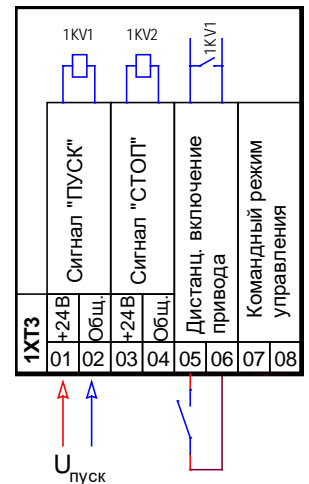 1KV1
1KV2
1KV1
Сигнал "ПУСК"
Сигнал "СТОП"
Дистанц. включение
привода
Командный режим
управления
1XT3
+24В
Общ.
+24В
Общ.
01 02 03 04 05 06 07 08
Uпуск